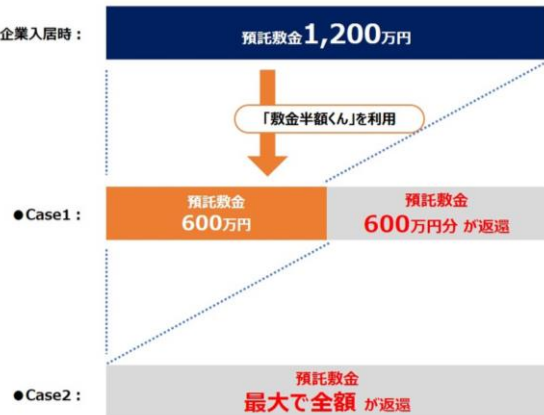 企業入居時：
預託敷金1,200万円
「敷金半額くん」を利用
●Case1：
預託敷金
600万円
預託敷金
600万円分 が返還
●Case2：
預託敷金
最大で全額 が返還